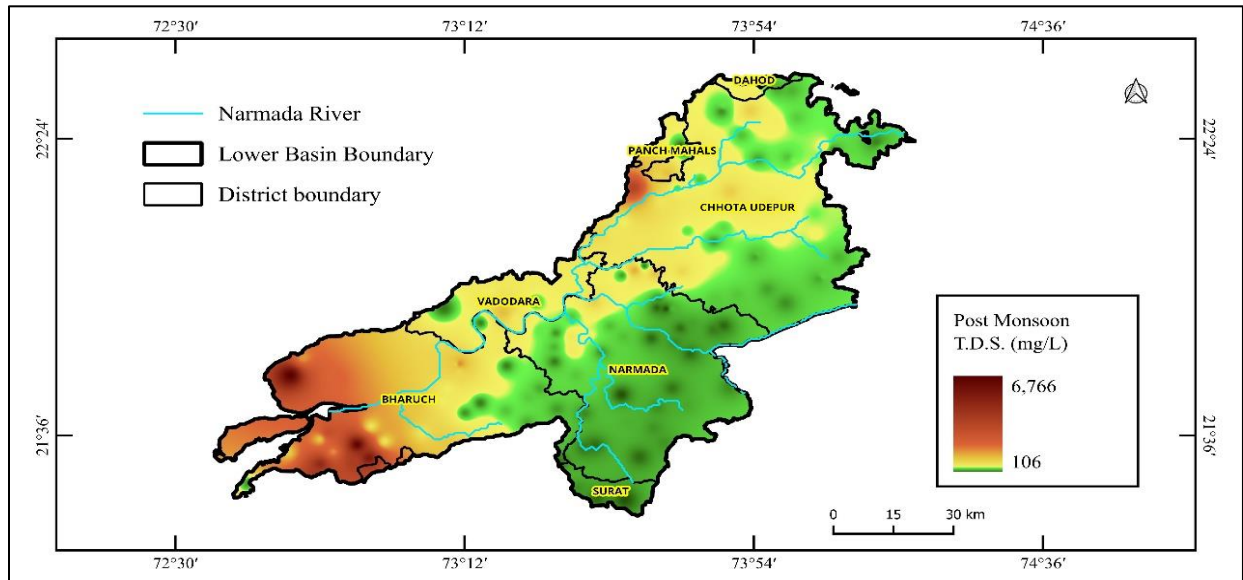 72°30′ 73°12′ 73°54′ 74°36′
22°24′ 22°24′
21°36′ 21°36′
Narmada River
Lower Basin Boundary
District boundary
DAHOD
PANCH MAHALS
CHHOTA UDEPUR
VADODARA
NARMADA
BHARUCH
SURAT
Post Monsoon
T.D.S. (mg/L)
6,766
106
0 15 30 km
72°30′ 73°12′ 73°54′ 74°36′